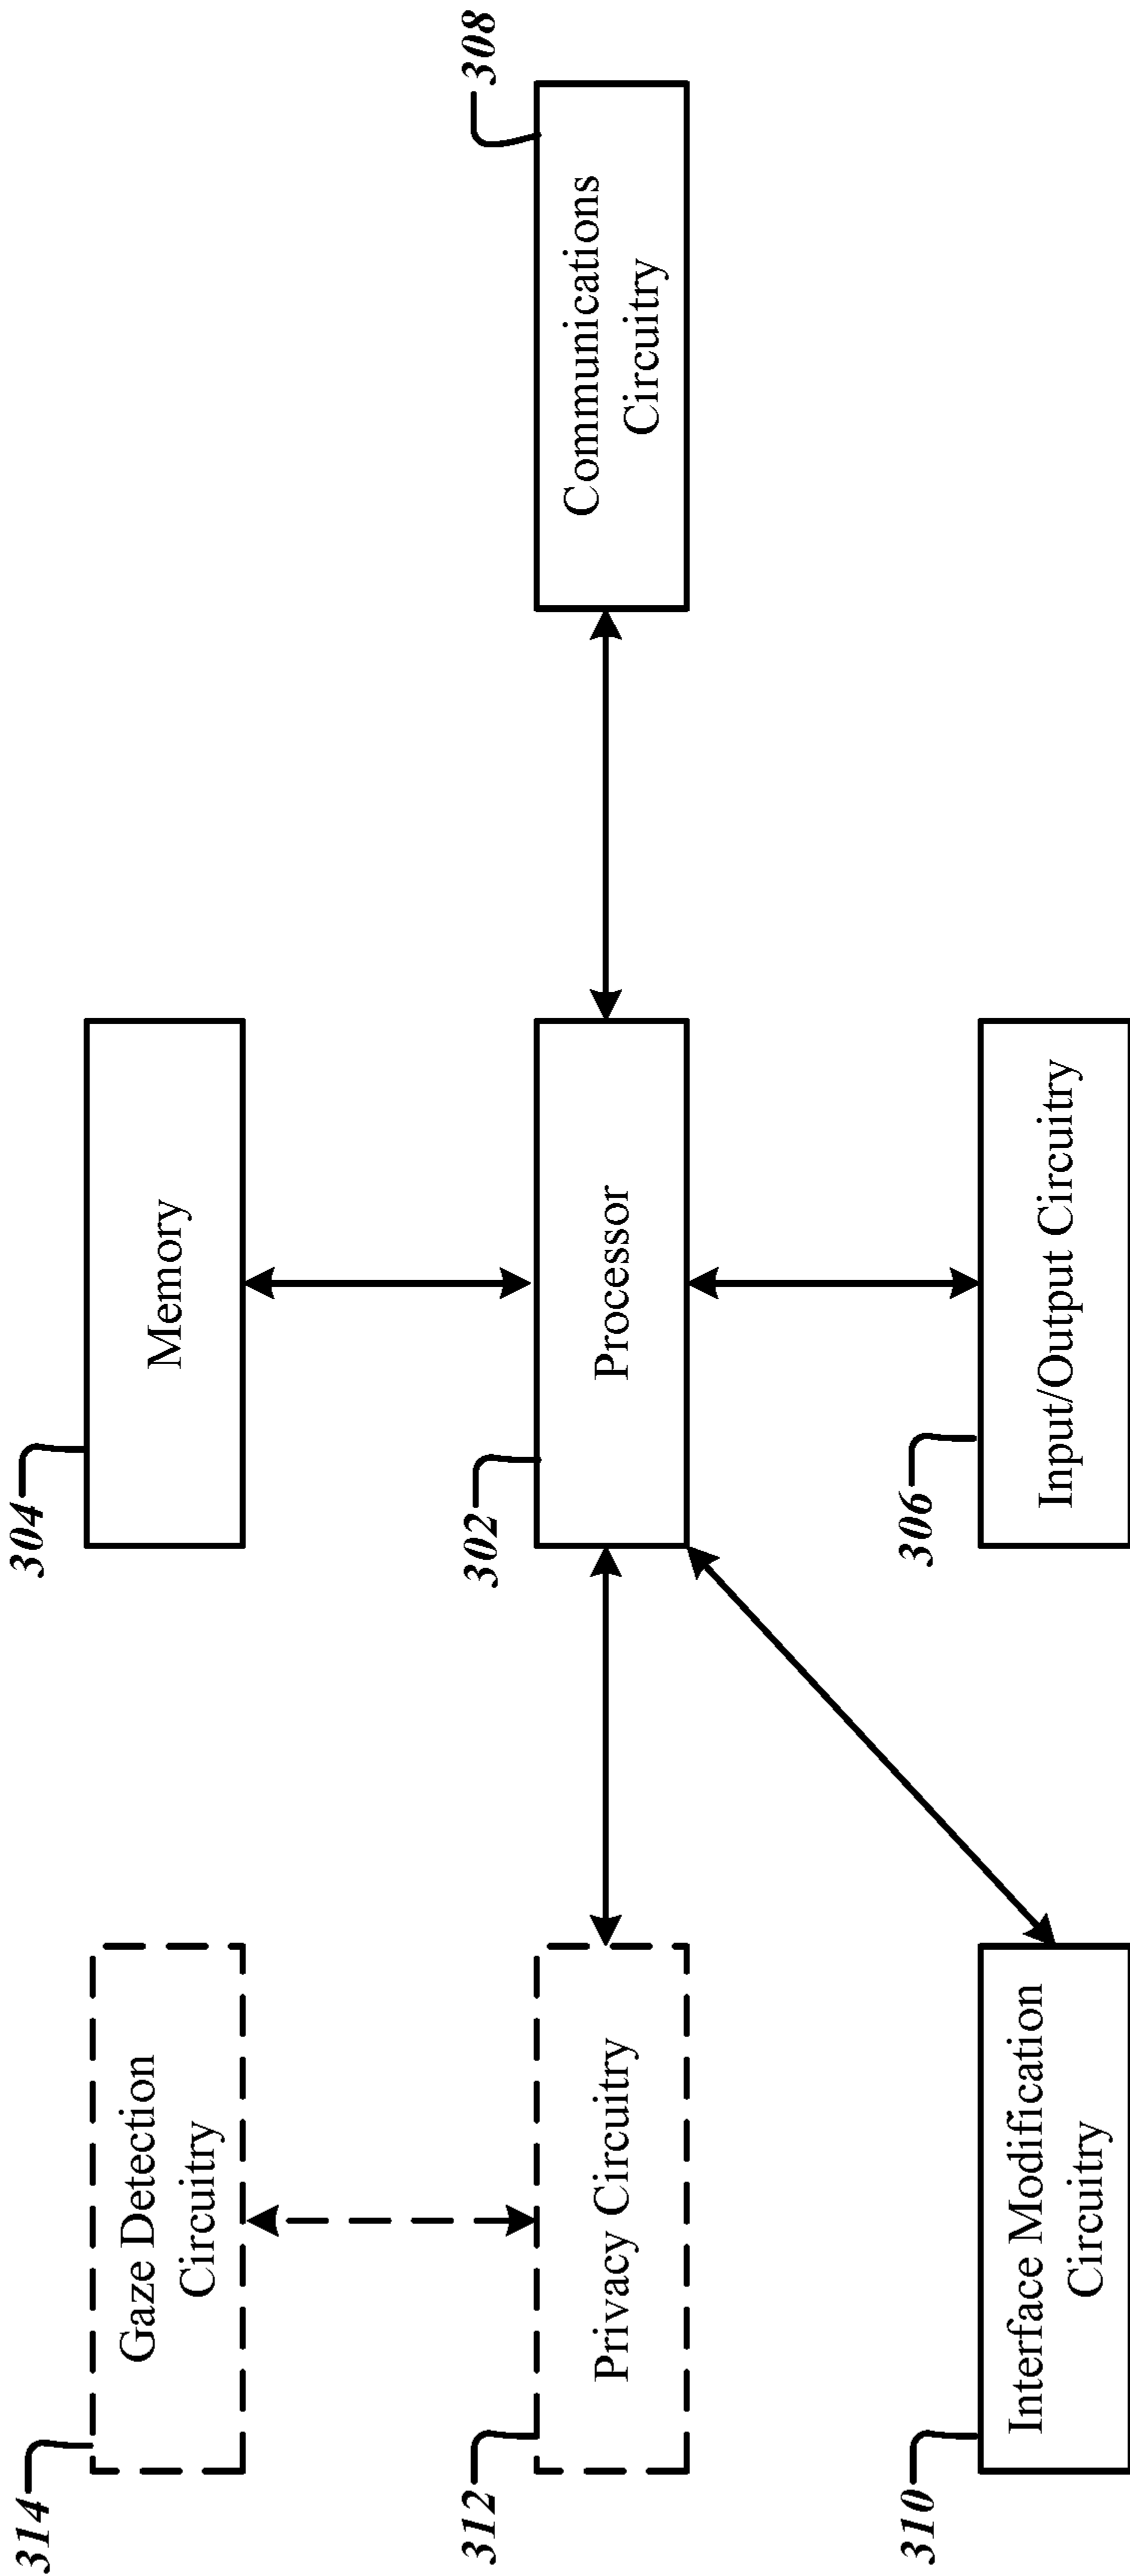 314
Gaze Detection
Circuitry
304
Memory
312
Privacy Circuitry
302
Processor
308
Communications
Circuitry
310
Interface Modification
Circuitry
306
Input/Output Circuitry